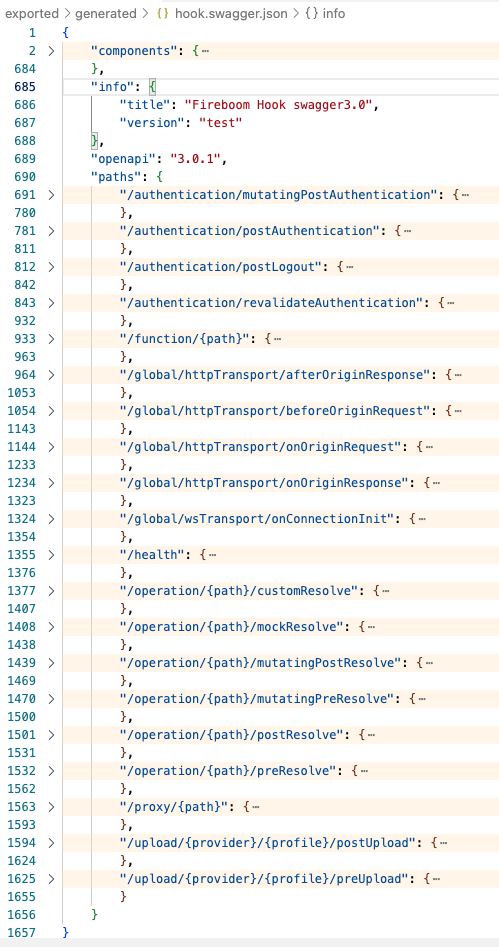 exported > generated > {} hook.swagger.json > {} info
1 {
2 > "components": {⋯
684 },
685 "info": {
686 "title": "Fireboom Hook swagger3.0",
687 "version": "test"
688 },
689 "openapi": "3.0.1",
690 "paths": {
691 > "/authentication/mutatingPostAuthentication": {⋯
780 },
781 > "/authentication/postAuthentication": {⋯
811 },
812 > "/authentication/postLogout": {⋯
842 },
843 > "/authentication/revalidateAuthentication": {⋯
932 },
933 > "/function/{path}": {⋯
963 },
964 > "/global/httpTransport/afterOriginResponse": {⋯
1053 },
1054 > "/global/httpTransport/beforeOriginRequest": {⋯
1143 },
1144 > "/global/httpTransport/onOriginRequest": {⋯
1233 },
1234 > "/global/httpTransport/onOriginResponse": {⋯
1323 },
1324 > "/global/wsTransport/onConnectionInit": {⋯
1354 },
1355 > "/health": {⋯
1376 },
1377 > "/operation/{path}/customResolve": {⋯
1407 },
1408 > "/operation/{path}/mockResolve": {⋯
1438 },
1439 > "/operation/{path}/mutatingPostResolve": {⋯
1469 },
1470 > "/operation/{path}/mutatingPreResolve": {⋯
1500 },
1501 > "/operation/{path}/postResolve": {⋯
1531 },
1532 > "/operation/{path}/preResolve": {⋯
1562 },
1563 > "/proxy/{path}": {⋯
1593 },
1594 > "/upload/{provider}/{profile}/postUpload": {⋯
1624 },
1625 > "/upload/{provider}/{profile}/preUpload": {⋯
1655 }
1656 }
1657 }